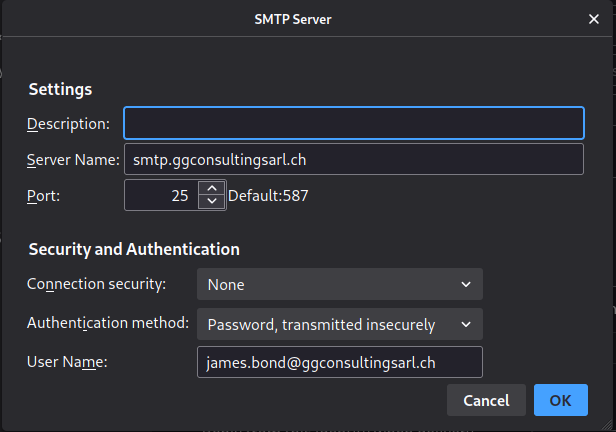 SMTP Server
Settings
Description:
Server Name: smtp.ggconsultingsarl.ch
Port: 25 Default:587
Security and Authentication
Connection security: None
Authentication method: Password, transmitted insecurely
User Name: james.bond@ggconsultingsarl.ch
Cancel OK